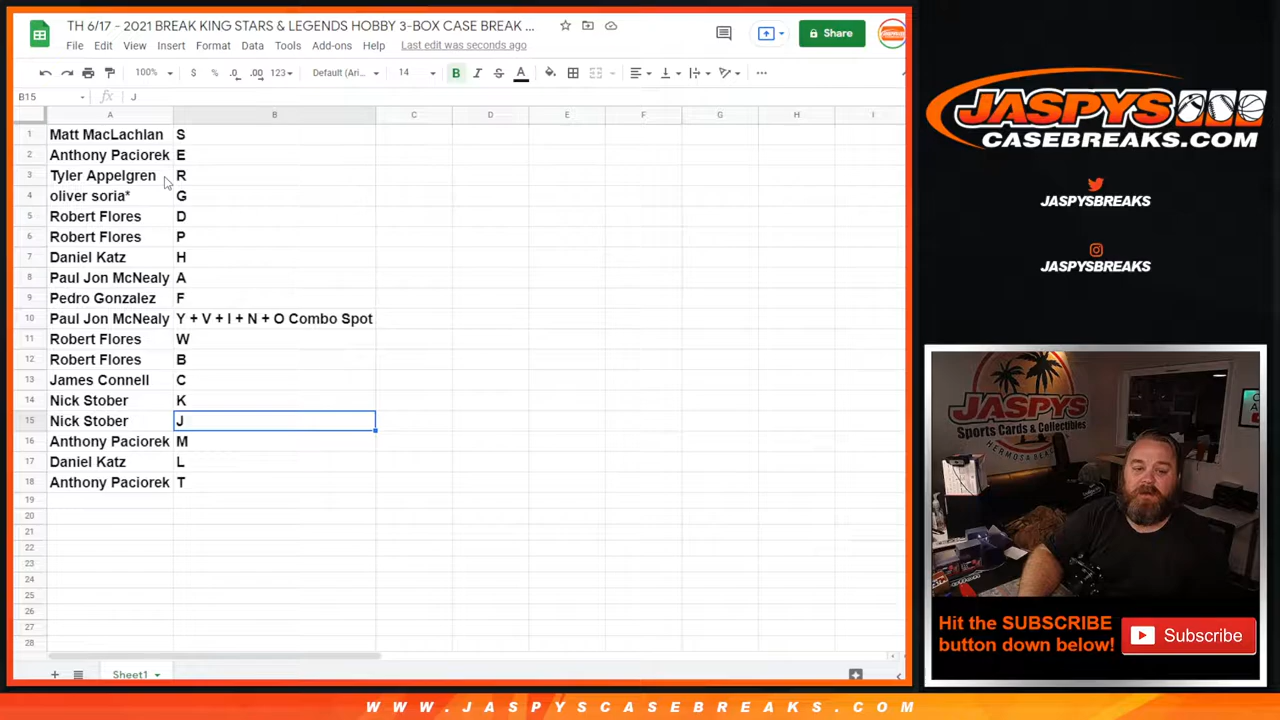 TH 6/17 - 2021 BREAK KING STARS & LEGENDS HOBBY 3-BOX CASE BREAK ...
File Edit View Insert Format Data Tools Add-ons Help Last edit was seconds ago
Share
100% $ % .0 .00 123 Default (Ari... 14 B I S A
B15 fx J
A B C D E F G H I
1 Matt MacLachlan S
2 Anthony Paciorek E
3 Tyler Appelgren R
4 oliver soria* G
5 Robert Flores D
6 Robert Flores P
7 Daniel Katz H
8 Paul Jon McNealy A
9 Pedro Gonzalez F
10 Paul Jon McNealy Y + V + I + N + O Combo Spot
11 Robert Flores W
12 Robert Flores B
13 James Connell C
14 Nick Stober K
15 Nick Stober J
16 Anthony Paciorek M
17 Daniel Katz L
18 Anthony Paciorek T
19
20
21
22
23
24
25
26
27
28
Sheet1
JASPYS
CASEBREAKS.COM
JASPYSBREAKS
JASPYSBREAKS
JASPYS
Sports Cards & Collectibles
HERMOSA BEACH
Hit the SUBSCRIBE
button down below!
Subscribe
WWW.JASPYSCASEBREAKS.COM